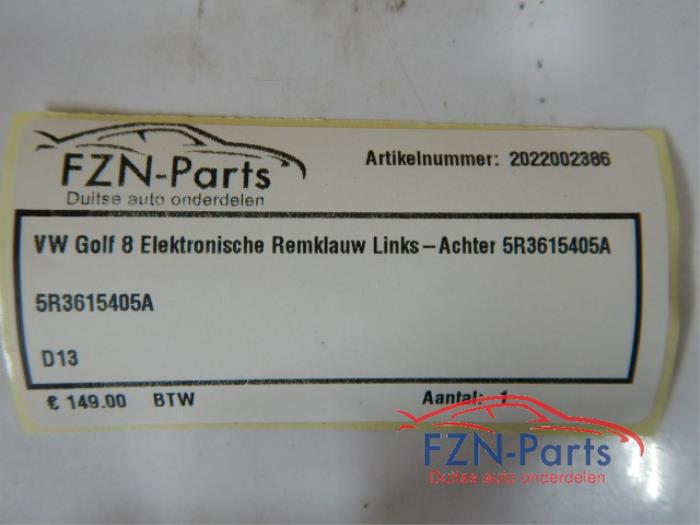 FZN-Parts
Duitse auto onderdelen
Artikelnummer: 2022002386
VW Golf 8 Elektronische Remklauw Links-Achter 5R3615405A
5R3615405A
D13
€ 149.00 BTW Aantal: 1
FZN-Parts
Duitse auto onderdelen